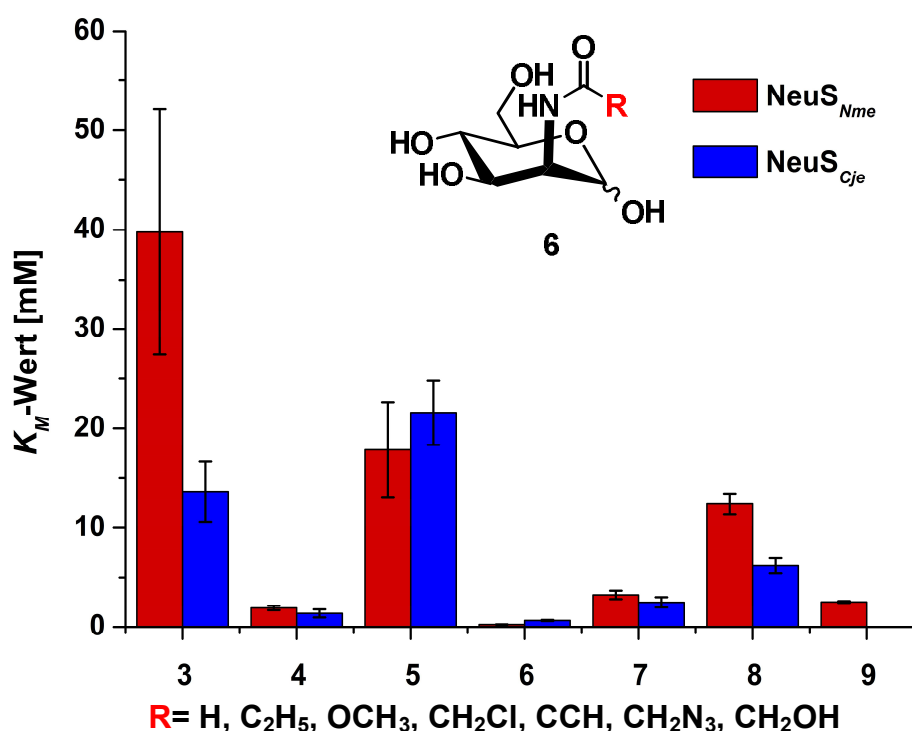 60
50
40
30
20
10
0
K_M-Wert [mM]
O
OH
HN
R
HO
O
HO
OH
6
NeuS_Nme
NeuS_Cje
3 4 5 6 7 8 9
R= H, C₂H₅, OCH₃, CH₂Cl, CCH, CH₂N₃, CH₂OH